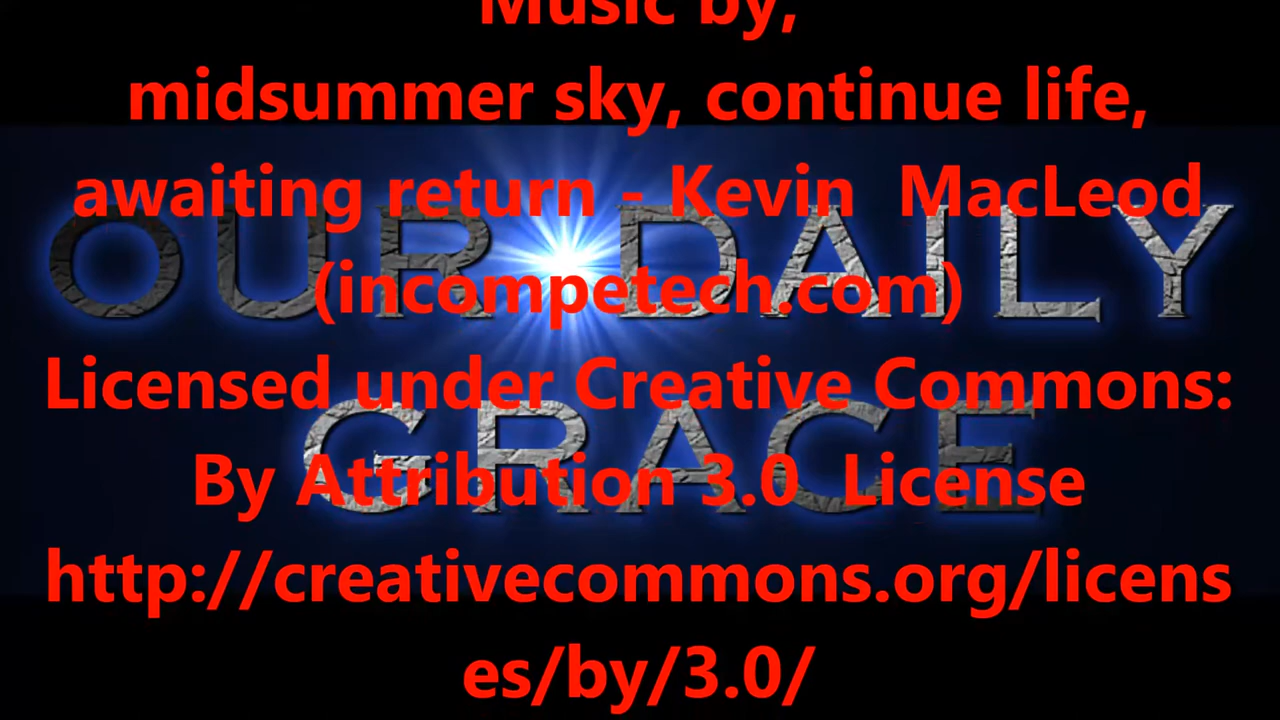 Music by,
midsummer sky, continue life,
awaiting return - Kevin MacLeod
(incompetech.com)
Licensed under Creative Commons:
By Attribution 3.0 License
http://creativecommons.org/licens
es/by/3.0/
OUR DAILY
GRACE